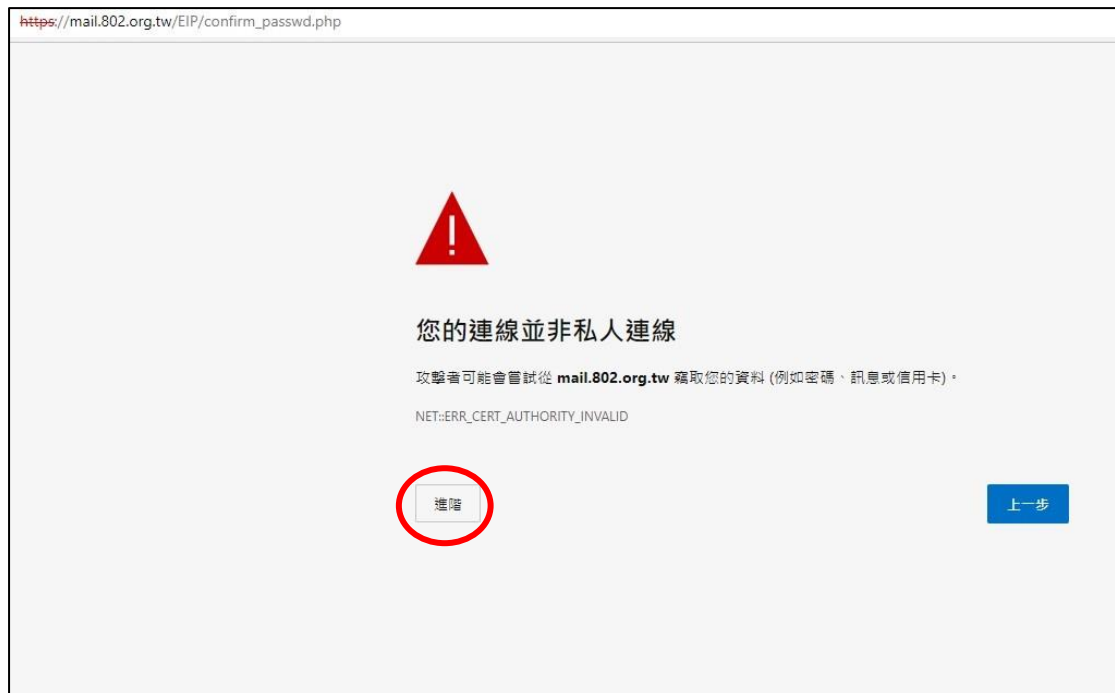 https://mail.802.org.tw/EIP/confirm_passwd.php
!
您的連線並非私人連線
攻擊者可能會嘗試從 mail.802.org.tw 竊取您的資料 (例如密碼、訊息或信用卡)。
NET::ERR_CERT_AUTHORITY_INVALID
進階
上一步